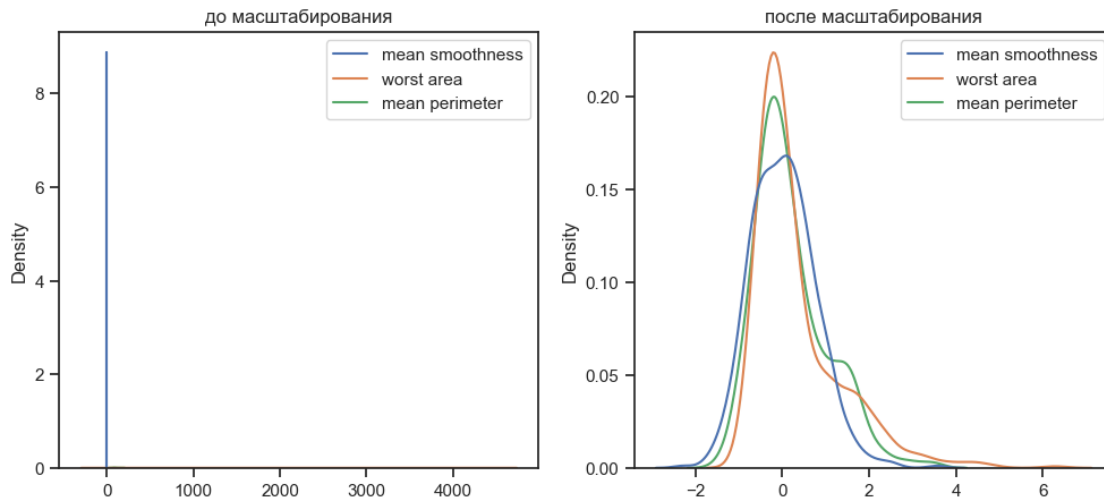 до масштабирования
Density
8
6
4
2
0
0 1000 2000 3000 4000
mean smoothness
worst area
mean perimeter
после масштабирования
Density
0.20
0.15
0.10
0.05
0.00
−2 0 2 4 6
mean smoothness
worst area
mean perimeter